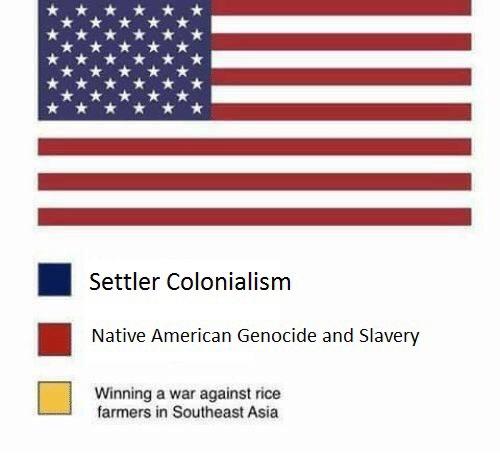 Settler Colonialism
Native American Genocide and Slavery
Winning a war against rice
farmers in Southeast Asia